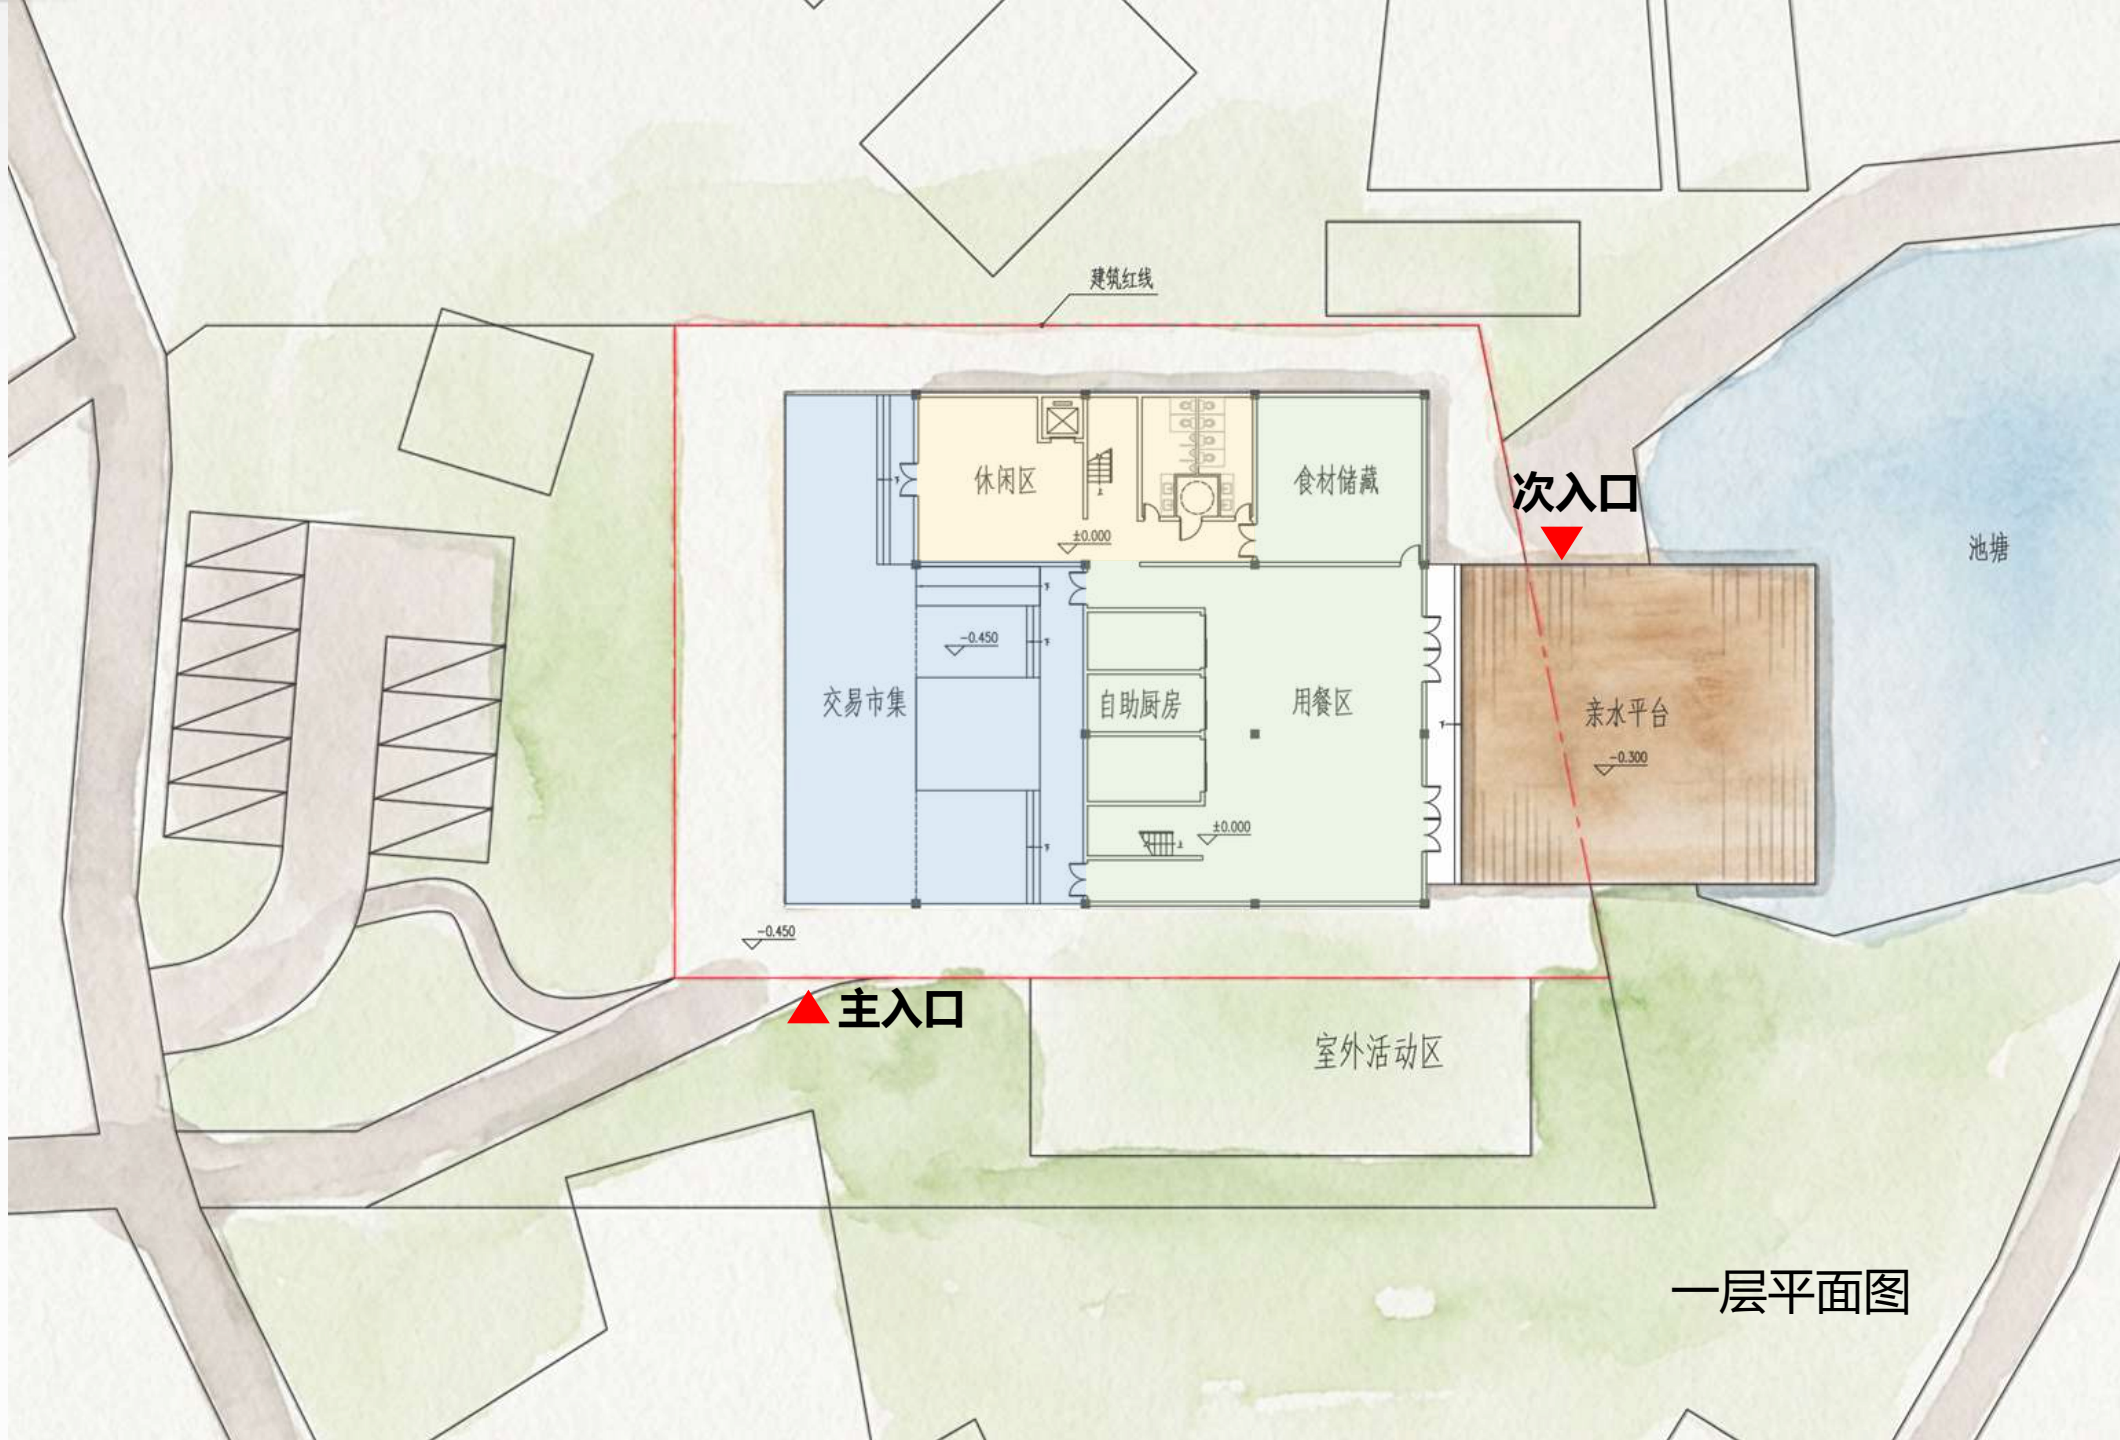 建筑红线
休闲区
食材储藏
次入口
±0.000
池塘
-0.450
交易市集
自助厨房
用餐区
亲水平台
-0.300
±0.000
-0.450
主入口
室外活动区
一层平面图